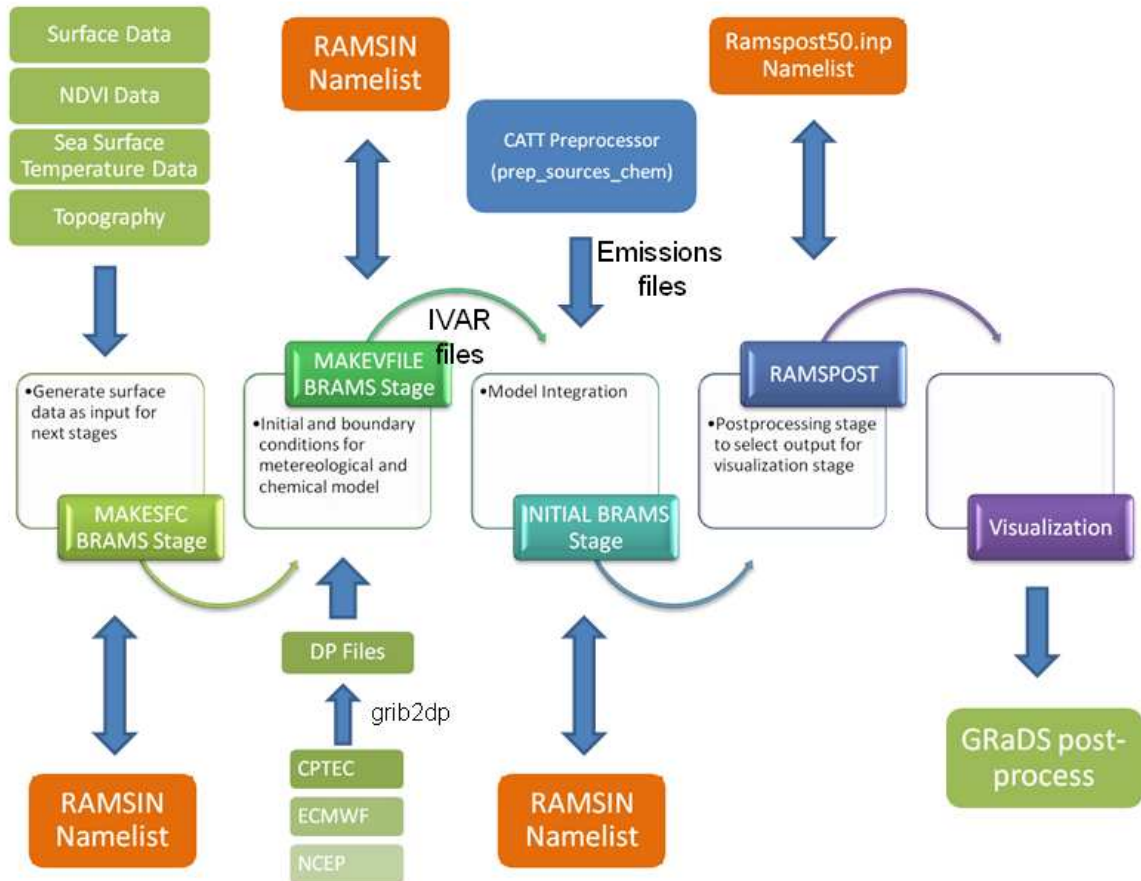 Surface Data
NDVI Data
Sea Surface
Temperature Data
Topography
RAMSIN
Namelist
CATT Preprocessor
(prep_sources_chem)
Ramspost50.inp
Namelist
Emissions
files
IVAR
files
•Generate surface
data as input for
next stages
MAKESFC
BRAMS Stage
MAKEVFILE
BRAMS Stage
•Initial and boundary
conditions for
metereological and
chemical model
•Model Integration
INITIAL BRAMS
Stage
RAMSPOST
•Postprocessing stage
to select output for
visualization stage
Visualization
RAMSIN
Namelist
DP Files
grib2dp
CPTEC
ECMWF
NCEP
RAMSIN
Namelist
GRaDS post-
process